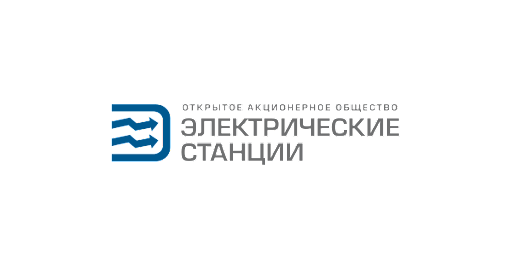 ОТКРЫТОЕ АКЦИОНЕРНОЕ ОБЩЕСТВО
ЭЛЕКТРИЧЕСКИЕ
СТАНЦИИ